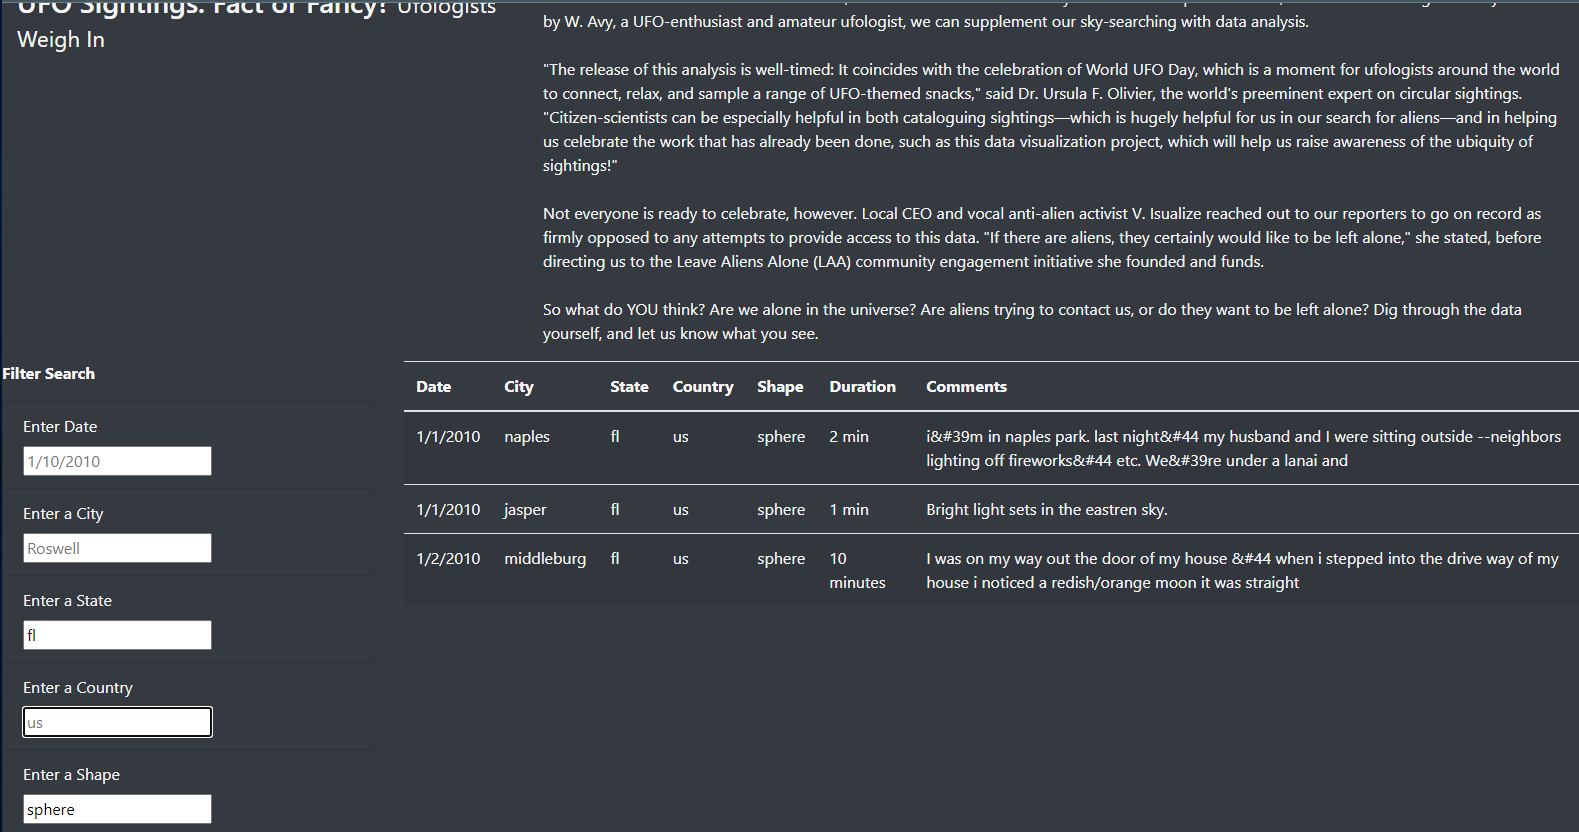 UFO Sightings: Fact or Fancy? Ufologists
Weigh In
by W. Avy, a UFO-enthusiast and amateur ufologist, we can supplement our sky-searching with data analysis.
"The release of this analysis is well-timed: It coincides with the celebration of World UFO Day, which is a moment for ufologists around the world
to connect, relax, and sample a range of UFO-themed snacks," said Dr. Ursula F. Olivier, the world's preeminent expert on circular sightings.
"Citizen-scientists can be especially helpful in both cataloguing sightings—which is hugely helpful for us in our search for aliens—and in helping
us celebrate the work that has already been done, such as this data visualization project, which will help us raise awareness of the ubiquity of
sightings!"
Not everyone is ready to celebrate, however. Local CEO and vocal anti-alien activist V. Isualize reached out to our reporters to go on record as
firmly opposed to any attempts to provide access to this data. "If there are aliens, they certainly would like to be left alone," she stated, before
directing us to the Leave Aliens Alone (LAA) community engagement initiative she founded and funds.
So what do YOU think? Are we alone in the universe? Are aliens trying to contact us, or do they want to be left alone? Dig through the data
yourself, and let us know what you see.
Filter Search
Enter Date
1/10/2010
Enter a City
Roswell
Enter a State
fl
Enter a Country
us
Enter a Shape
sphere
Date City State Country Shape Duration Comments
1/1/2010 naples fl us sphere 2 min i&#39m in naples park. last night&#44 my husband and I were sitting outside --neighbors
lighting off fireworks&#44 etc. We&#39re under a lanai and
1/1/2010 jasper fl us sphere 1 min Bright light sets in the eastren sky.
1/2/2010 middleburg fl us sphere 10 I was on my way out the door of my house &#44 when i stepped into the drive way of my
minutes house i noticed a redish/orange moon it was straight